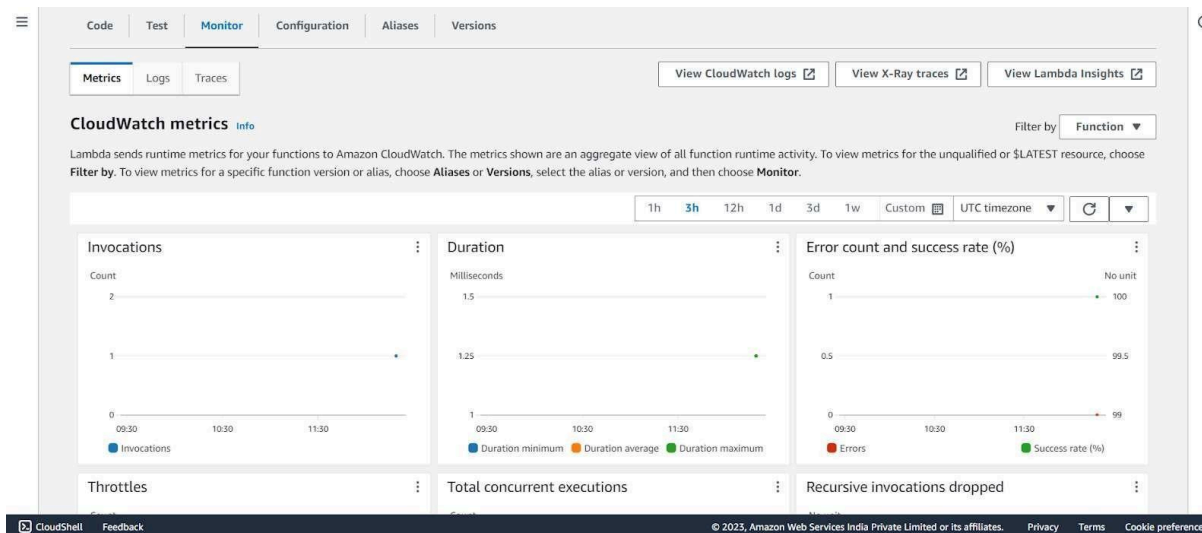 Code Test Monitor Configuration Aliases Versions
Metrics Logs Traces
View CloudWatch logs View X-Ray traces View Lambda Insights
CloudWatch metrics Info
Filter by Function
Lambda sends runtime metrics for your functions to Amazon CloudWatch. The metrics shown are an aggregate view of all function runtime activity. To view metrics for the unqualified or $LATEST resource, choose
Filter by. To view metrics for a specific function version or alias, choose Aliases or Versions, select the alias or version, and then choose Monitor.
1h 3h 12h 1d 3d 1w Custom UTC timezone
Invocations
Count
2
1
0
09:30 10:30 11:30
Invocations
Duration
Milliseconds
1.5
1.25
1
09:30 10:30 11:30
Duration minimum Duration average Duration maximum
Error count and success rate (%)
Count No unit
1 100
0.5 99.5
0 99
09:30 10:30 11:30
Errors Success rate (%)
Throttles
Total concurrent executions
Recursive invocations dropped
CloudShell Feedback
© 2023, Amazon Web Services India Private Limited or its affiliates. Privacy Terms Cookie preference